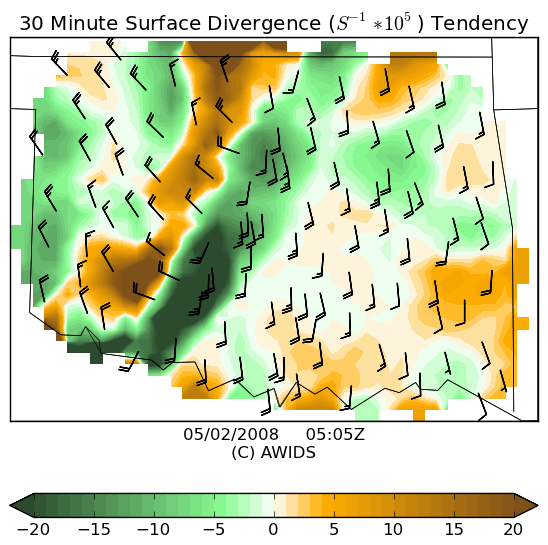 30 Minute Surface Divergence (S⁻¹ *10⁵ ) Tendency
05/02/2008 05:05Z
(C) AWIDS
−20 −15 −10 −5 0 5 10 15 20